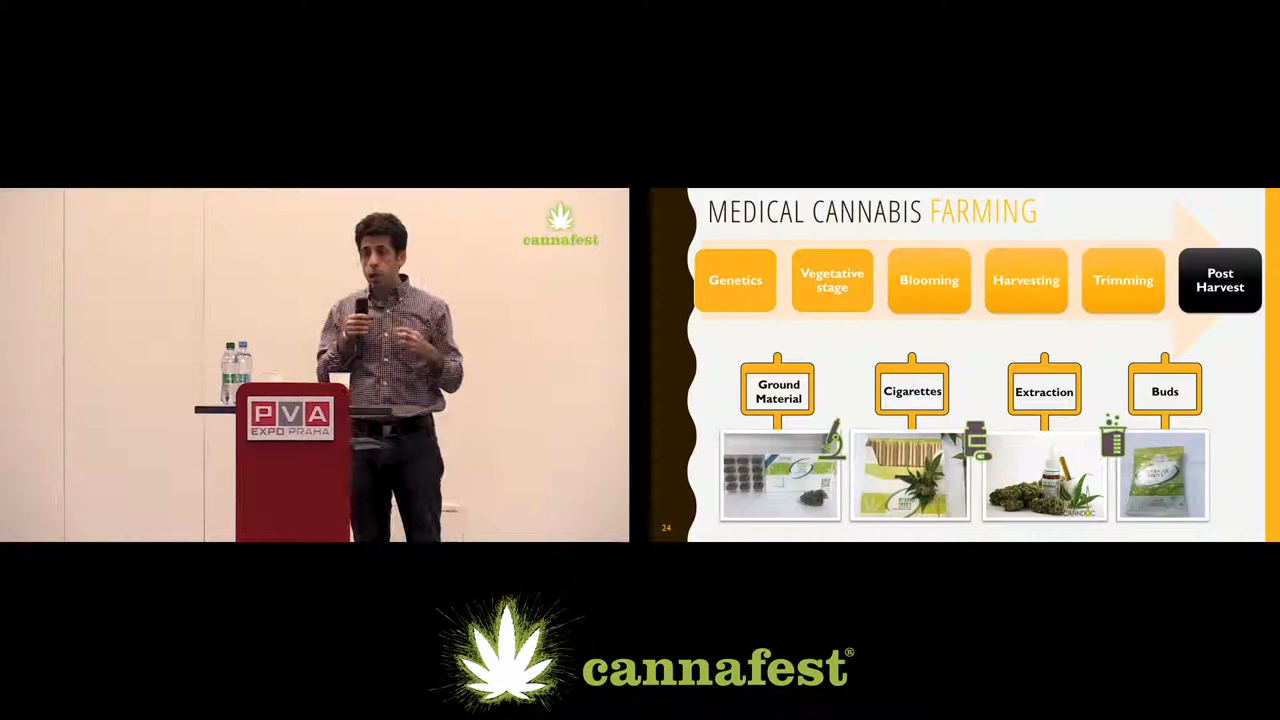 cannafest
PVA
EXPO PRAHA
MEDICAL CANNABIS FARMING
Genetics
Vegetative
stage
Blooming
Harvesting
Trimming
Post
Harvest
Ground
Material
Cigarettes
Extraction
Buds
CANNDOC
24
cannafest®